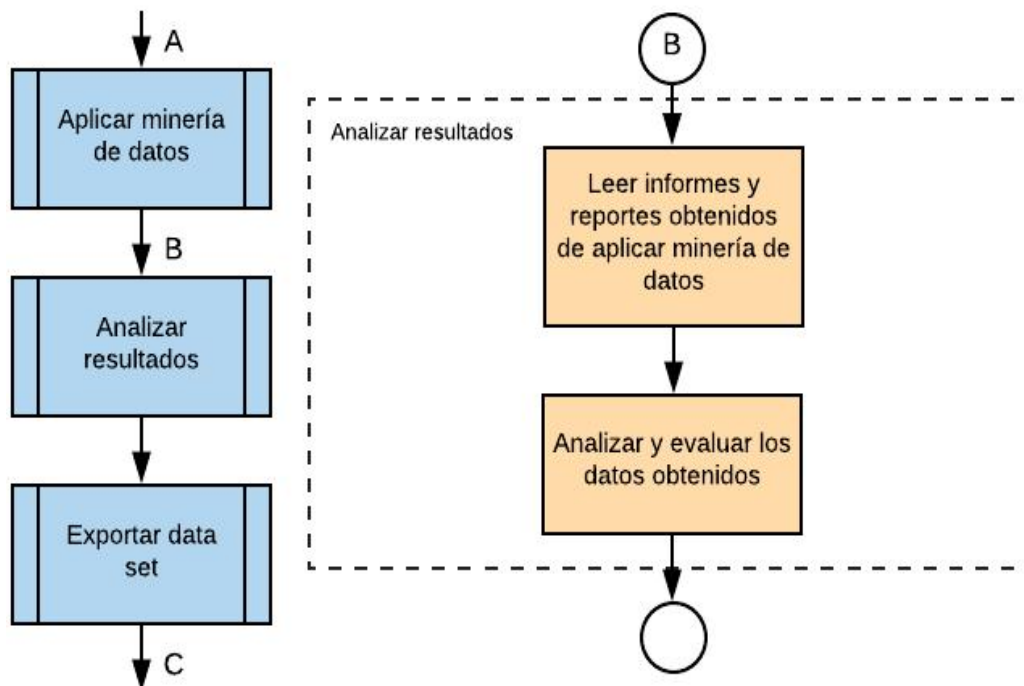 A
Aplicar minería
de datos
B
Analizar
resultados
Exportar data
set
C
B
Analizar resultados
Leer informes y
reportes obtenidos
de aplicar minería de
datos
Analizar y evaluar los
datos obtenidos